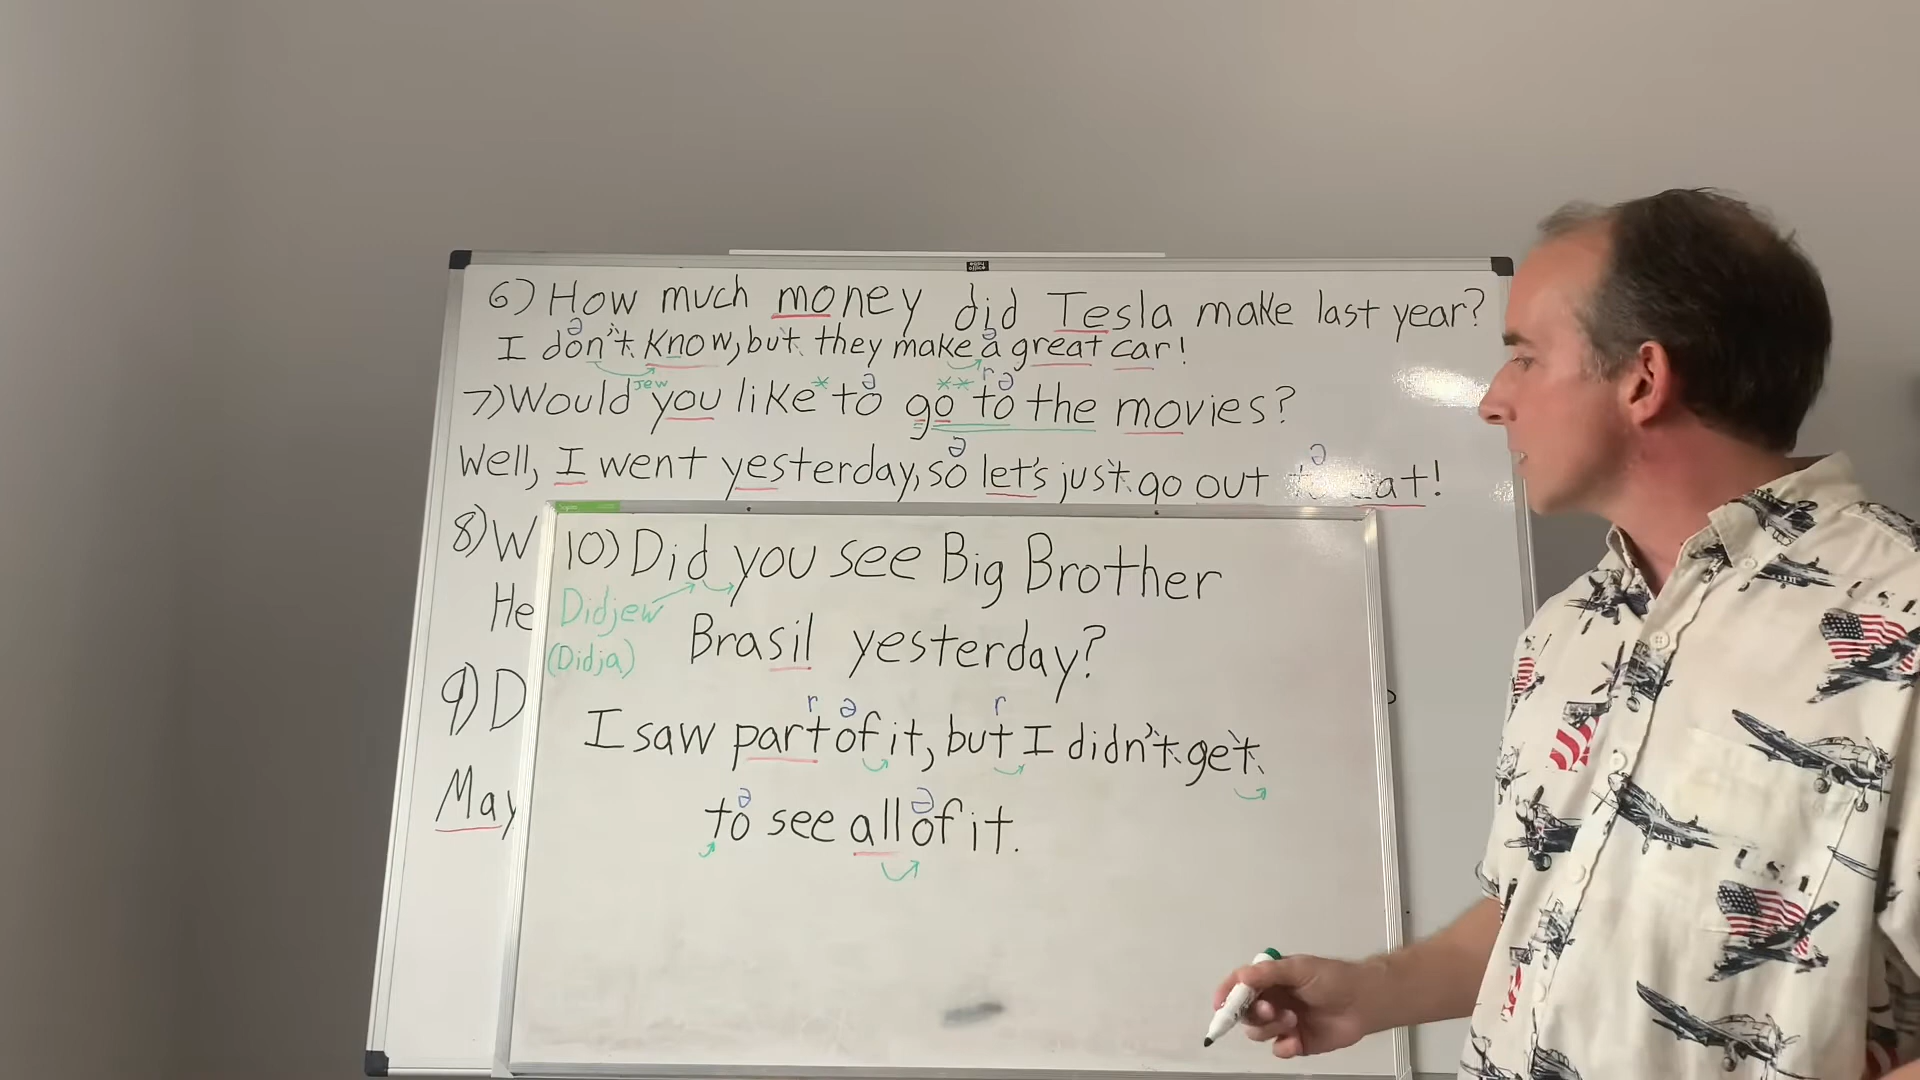 6) How much money did Tesla make last year?
ə ə
I don't know, but they make a great car!
jew * ə ** r ə
7) Would you like to go to the movies?
ə ə
Well, I went yesterday, so let's just go out to eat!
8) W
He
9) D
May
10) Did you see Big Brother
Didjew
Brasil yesterday?
(Didja)
r ə r
I saw part of it, but I didn't get
ə ə
to see all of it.